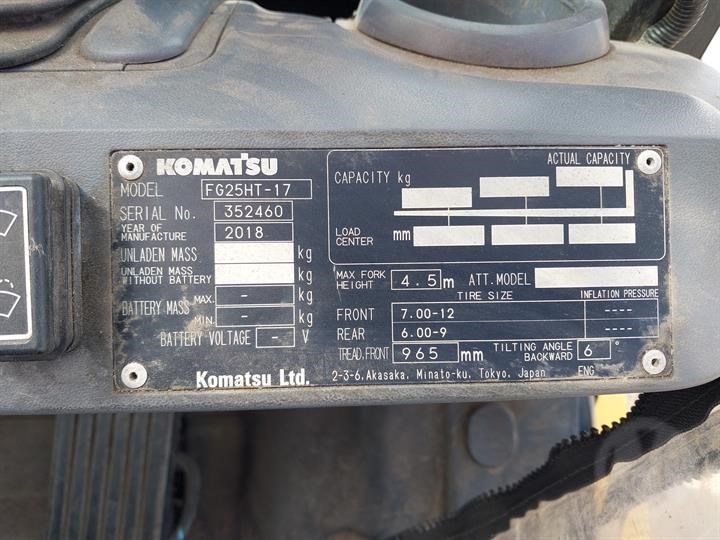 KOMATSU
MODEL FG25HT-17
SERIAL No. 352460
YEAR OF MANUFACTURE 2018
UNLADEN MASS kg
UNLADEN MASS WITHOUT BATTERY kg
BATTERY MASS MAX. - kg
MIN. - kg
BATTERY VOLTAGE - V
Komatsu Ltd.
ACTUAL CAPACITY
CAPACITY kg
LOAD CENTER mm
MAX FORK HEIGHT 4.5 m ATT.MODEL
TIRE SIZE INFLATION PRESSURE
FRONT 7.00-12 ----
REAR 6.00-9 ----
TREAD.FRONT 965 mm TILTING ANGLE BACKWARD 6°
2-3-6, Akasaka, Minato-ku, Tokyo, Japan ENG